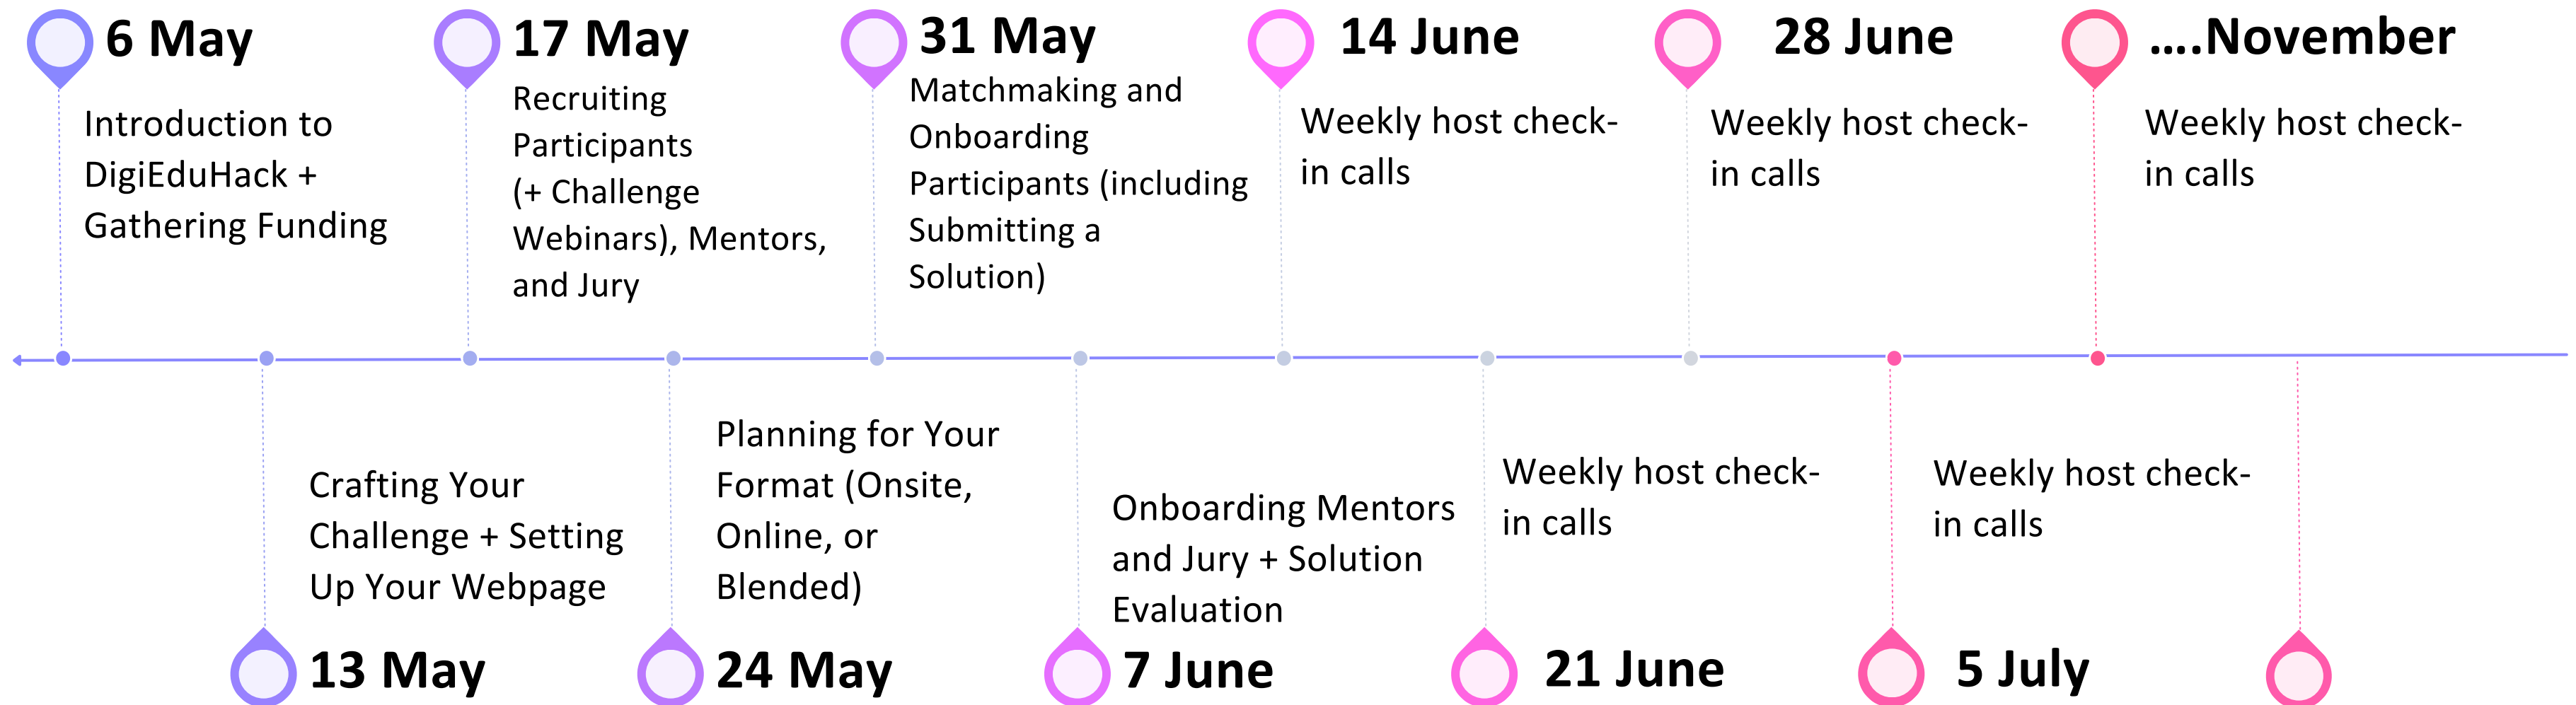 6 May
Introduction to
DigiEduHack +
Gathering Funding
17 May
Recruiting
Participants
(+ Challenge
Webinars), Mentors,
and Jury
31 May
Matchmaking and
Onboarding
Participants (including
Submitting a
Solution)
14 June
Weekly host check-
in calls
28 June
Weekly host check-
in calls
....November
Weekly host check-
in calls
Crafting Your
Challenge + Setting
Up Your Webpage
13 May
Planning for Your
Format (Onsite,
Online, or
Blended)
24 May
Onboarding Mentors
and Jury + Solution
Evaluation
7 June
Weekly host check-
in calls
21 June
Weekly host check-
in calls
5 July